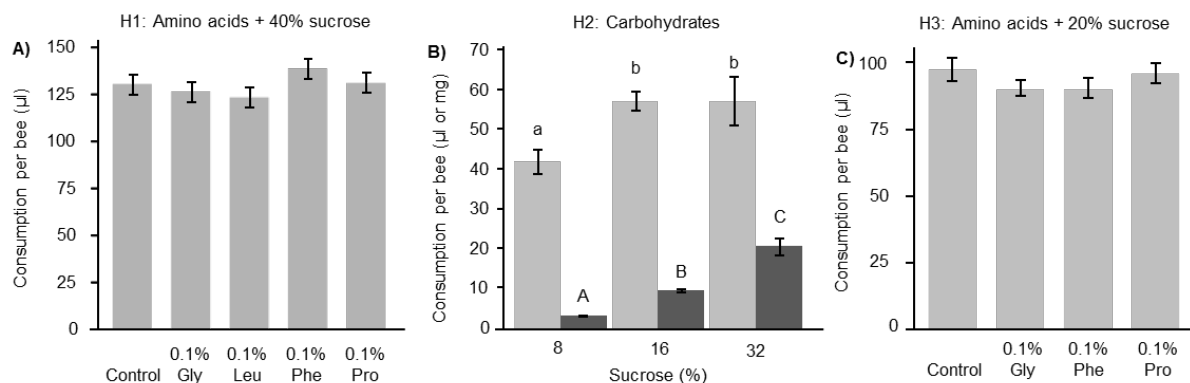 H1: Amino acids + 40% sucrose
A)
Consumption per bee (µl)
150
125
100
75
50
25
0
Control
0.1% Gly
0.1% Leu
0.1% Phe
0.1% Pro
H2: Carbohydrates
B)
Consumption per bee (µl or mg)
70
60
50
40
30
20
10
0
a
b
b
A
B
C
8
16
32
Sucrose (%)
H3: Amino acids + 20% sucrose
C)
Consumption per bee (µl)
100
75
50
25
0
Control
0.1% Gly
0.1% Phe
0.1% Pro